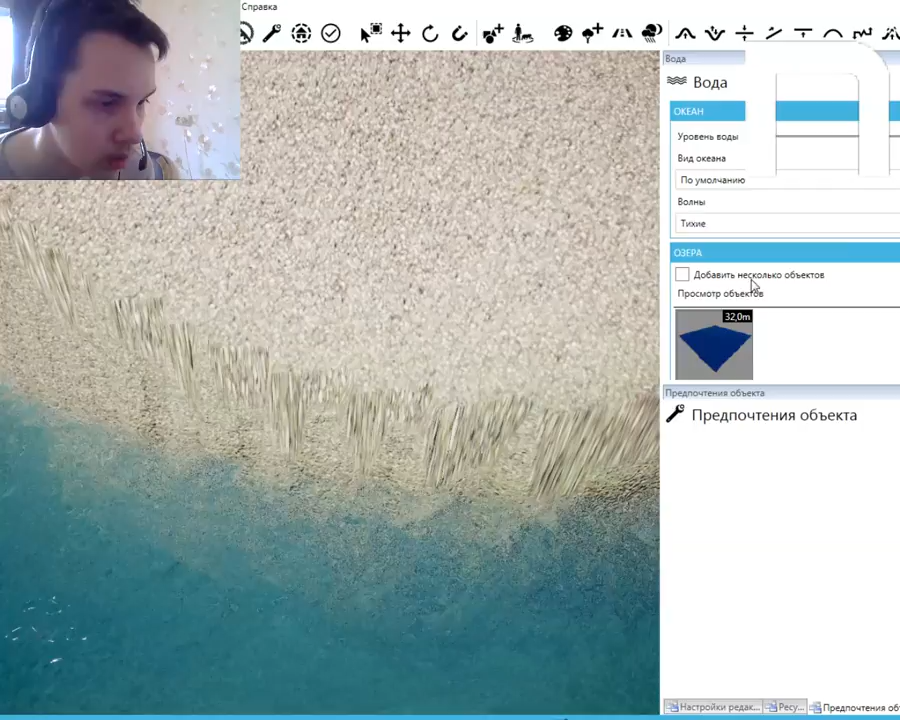 Справка
Вода
Вода
ОКЕАН
Уровень воды
Вид океана
По умолчанию
Волны
Тихие
ОЗЕРА
Добавить несколько объектов
Просмотр объектов
32,0m
Предпочтения объекта
Предпочтения объекта
Настройки редак... Ресу... Предпочтения об